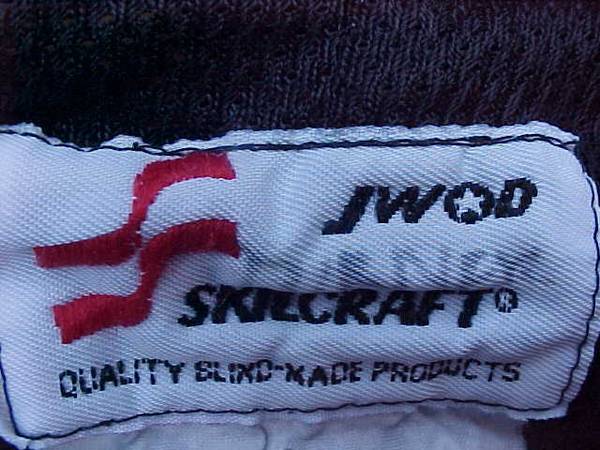 JWOD
SKILCRAFT®
QUALITY BLIND-MADE PRODUCTS